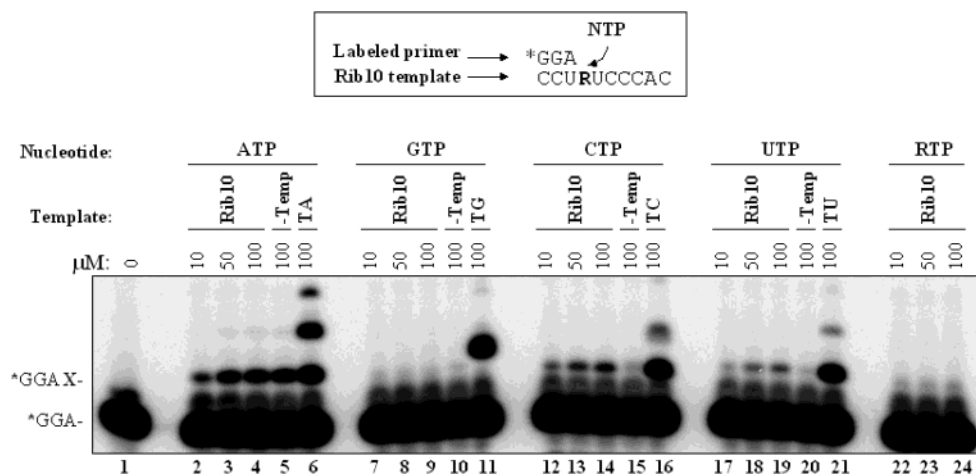 NTP
Labeled primer *GGA
Rib10 template CCURUCCCAC
Nucleotide: ATP GTP CTP UTP RTP
Template: Rib10 -Temp TA Rib10 -Temp TG Rib10 -Temp TC Rib10 -Temp TU Rib10
µM: 0 10 50 100 100 100 10 50 100 100 100 10 50 100 100 100 10 50 100 100 100 10 50 100
*GGAX-
*GGA-
1 2 3 4 5 6 7 8 9 10 11 12 13 14 15 16 17 18 19 20 21 22 23 24